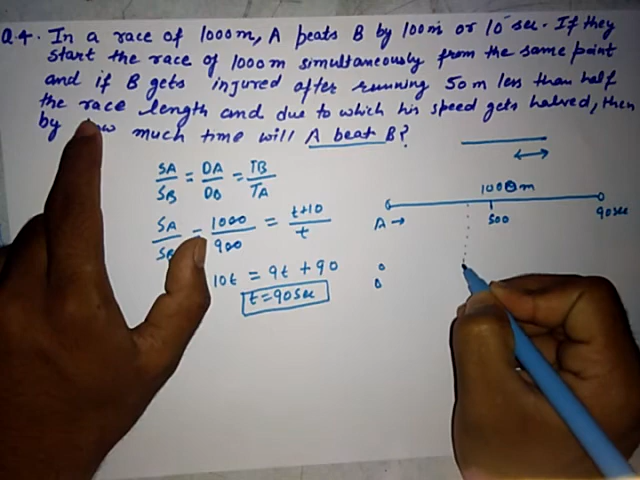 Q.4. In a race of 1000m, A beats B by 100m or 10 sec. If they
start the race of 1000m simultaneously from the same point
and if B gets injured after running 50m less than half
the race length and due to which his speed gets halved, then
by how much time will A beat B?
SA/SB = DA/DB = TB/TA
1000m
SA/SB = 1000/900 = t+10/t
A → 500 90sec
10t = 9t + 90
t = 90sec